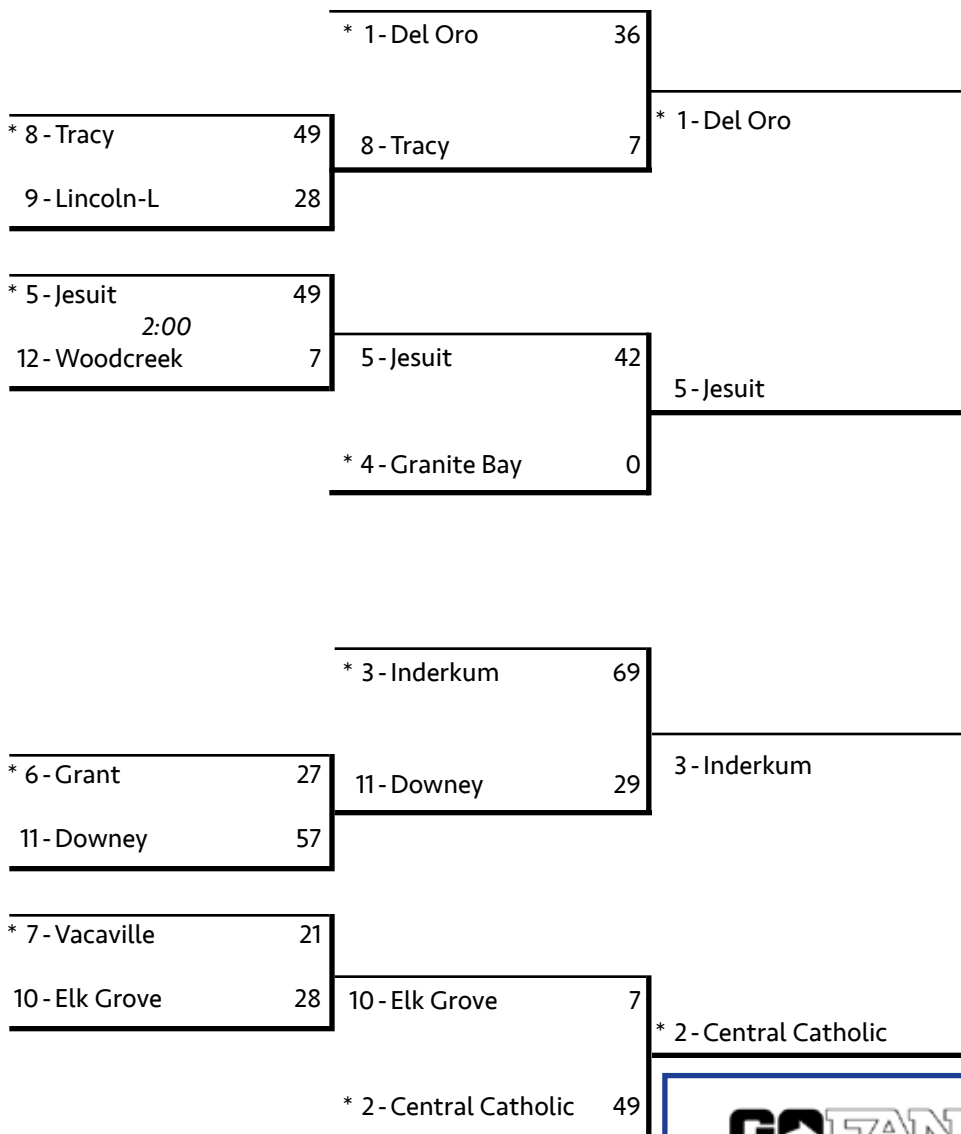 * 1 - Del Oro 36
* 1 - Del Oro
* 8 - Tracy 49
8 - Tracy 7
9 - Lincoln-L 28
* 5 - Jesuit 49
2:00
12 - Woodcreek 7
5 - Jesuit 42
5 - Jesuit
* 4 - Granite Bay 0
* 3 - Inderkum 69
3 - Inderkum
* 6 - Grant 27
11 - Downey 29
11 - Downey 57
* 7 - Vacaville 21
10 - Elk Grove 28
10 - Elk Grove 7
* 2 - Central Catholic
* 2 - Central Catholic 49
GOFAN